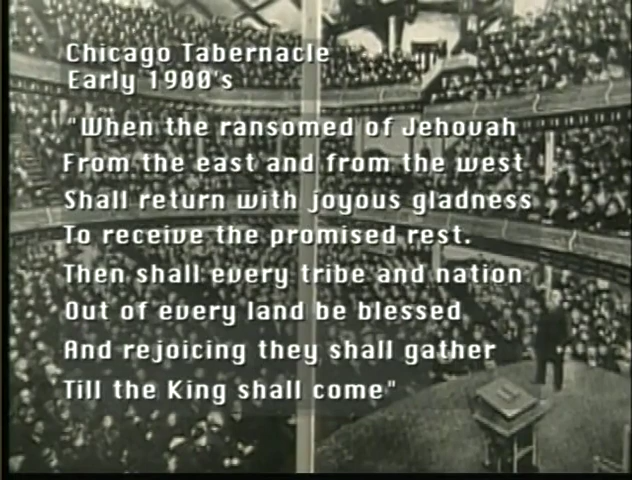 Chicago Tabernacle
Early 1900's
"When the ransomed of Jehovah
From the east and from the west
Shall return with joyous gladness
To receive the promised rest.
Then shall every tribe and nation
Out of every land be blessed
And rejoicing they shall gather
Till the King shall come"